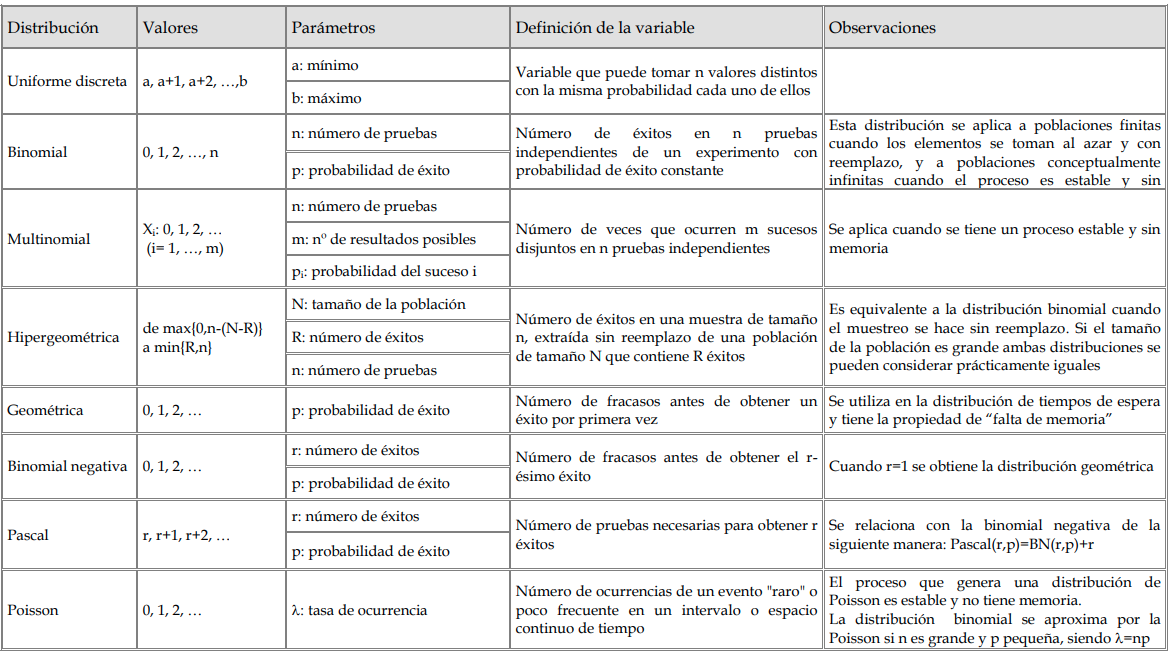 Distribución Valores Parámetros Definición de la variable Observaciones
Uniforme discreta
a, a+1, a+2, …,b
a: mínimo
b: máximo
Variable que puede tomar n valores distintos
con la misma probabilidad cada uno de ellos
Binomial
0, 1, 2, …, n
n: número de pruebas
p: probabilidad de éxito
Número de éxitos en n pruebas
independientes de un experimento con
probabilidad de éxito constante
Esta distribución se aplica a poblaciones finitas
cuando los elementos se toman al azar y con
reemplazo, y a poblaciones conceptualmente
infinitas cuando el proceso es estable y sin
Multinomial
Xi: 0, 1, 2, …
(i= 1, …, m)
n: número de pruebas
m: nº de resultados posibles
pi: probabilidad del suceso i
Número de veces que ocurren m sucesos
disjuntos en n pruebas independientes
Se aplica cuando se tiene un proceso estable y sin
memoria
Hipergeométrica
de max{0,n-(N-R)}
a min{R,n}
N: tamaño de la población
R: número de éxitos
n: número de pruebas
Número de éxitos en una muestra de tamaño
n, extraída sin reemplazo de una población
de tamaño N que contiene R éxitos
Es equivalente a la distribución binomial cuando
el muestreo se hace sin reemplazo. Si el tamaño
de la población es grande ambas distribuciones se
pueden considerar prácticamente iguales
Geométrica
0, 1, 2, …
p: probabilidad de éxito
Número de fracasos antes de obtener un
éxito por primera vez
Se utiliza en la distribución de tiempos de espera
y tiene la propiedad de “falta de memoria”
Binomial negativa
0, 1, 2, …
r: número de éxitos
p: probabilidad de éxito
Número de fracasos antes de obtener el r-
ésimo éxito
Cuando r=1 se obtiene la distribución geométrica
Pascal
r, r+1, r+2, …
r: número de éxitos
p: probabilidad de éxito
Número de pruebas necesarias para obtener r
éxitos
Se relaciona con la binomial negativa de la
siguiente manera: Pascal(r,p)=BN(r,p)+r
Poisson
0, 1, 2, …
λ: tasa de ocurrencia
Número de ocurrencias de un evento "raro" o
poco frecuente en un intervalo o espacio
continuo de tiempo
El proceso que genera una distribución de
Poisson es estable y no tiene memoria.
La distribución binomial se aproxima por la
Poisson si n es grande y p pequeña, siendo λ=np